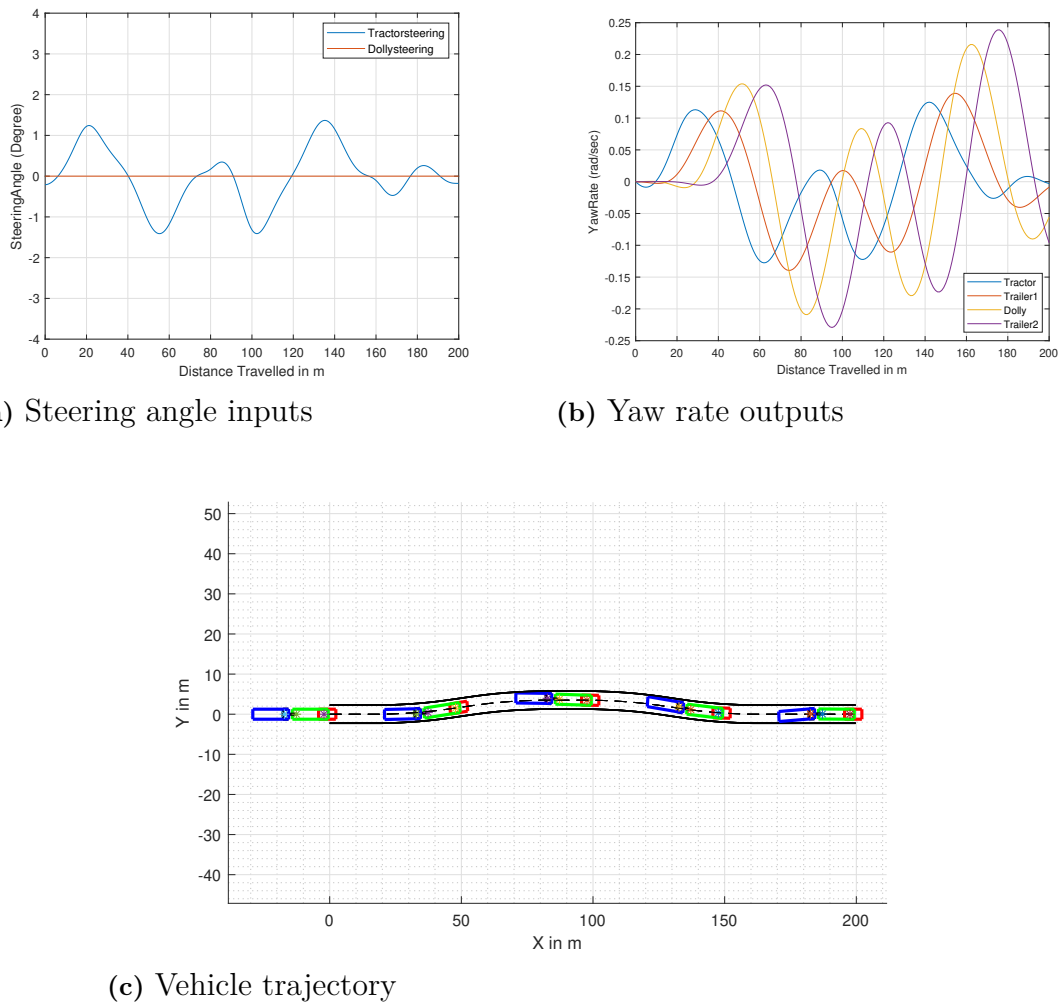 4
3
2
1
0
-1
-2
-3
-4
SteeringAngle (Degree)
Tractorsteering
Dollysteering
0 20 40 60 80 100 120 140 160 180 200
Distance Travelled in m
) Steering angle inputs
0.25
0.2
0.15
0.1
0.05
0
-0.05
-0.1
-0.15
-0.2
-0.25
YawRate (rad/sec)
Tractor
Trailer1
Dolly
Trailer2
0 20 40 60 80 100 120 140 160 180 200
Distance Travelled in m
(b) Yaw rate outputs
50
40
30
20
10
0
-10
-20
-30
-40
Y in m
0 50 100 150 200
X in m
(c) Vehicle trajectory